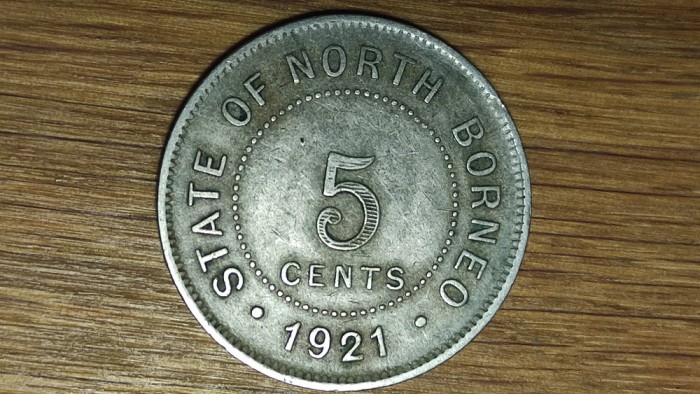 STATE OF NORTH BORNEO
5
CENTS
• 1921 •